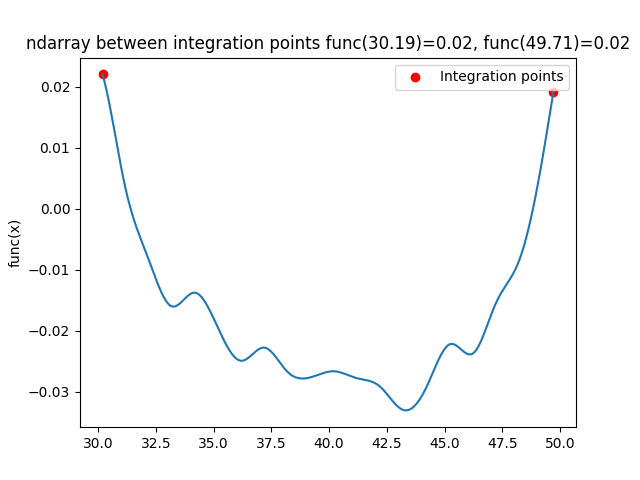 ndarray between integration points func(30.19)=0.02, func(49.71)=0.02
Integration points
func(x)
0.02
0.01
0.00
−0.01
−0.02
−0.03
30.0 32.5 35.0 37.5 40.0 42.5 45.0 47.5 50.0